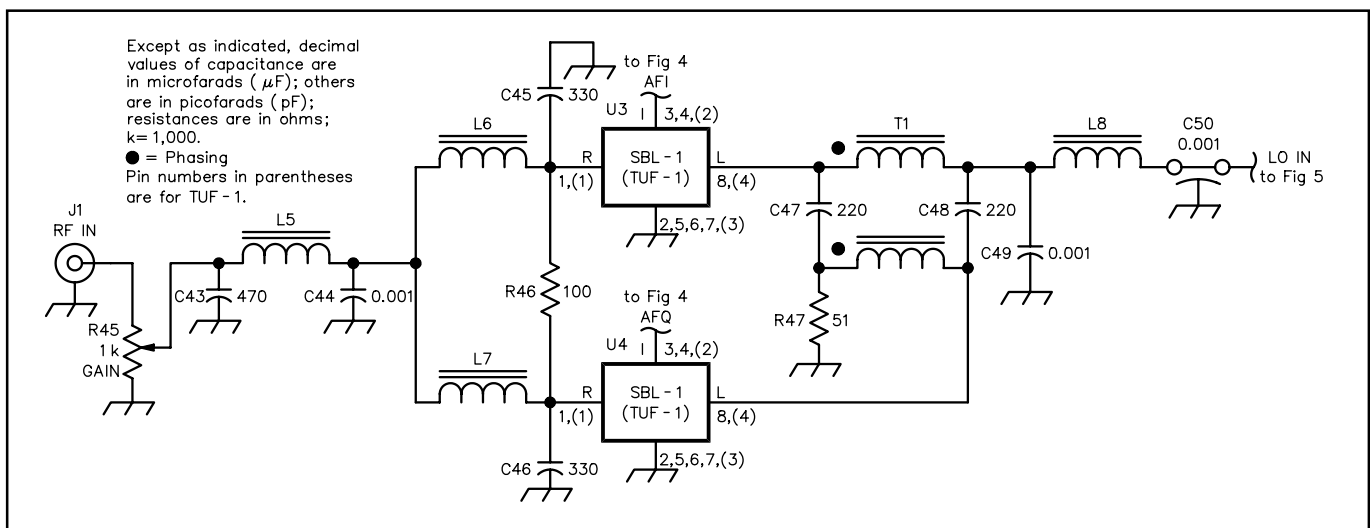 Except as indicated, decimal
values of capacitance are
in microfarads ( μF); others
are in picofarads ( pF);
resistances are in ohms;
k= 1,000.
● = Phasing
Pin numbers in parentheses
are for TUF - 1.
J1
RF IN
R45
1 k
GAIN
C43
470
L5
C44
0.001
L6
L7
C45
330
R46
100
C46
330
to Fig 4
AFI
U3
I
3,4,(2)
R
1,(1)
SBL - 1
(TUF - 1)
L
8,(4)
2,5,6,7,(3)
to Fig 4
AFQ
U4
I
3,4,(2)
R
1,(1)
SBL - 1
(TUF - 1)
L
8,(4)
2,5,6,7,(3)
T1
C47
220
C48
220
R47
51
C49
0.001
L8
C50
0.001
LO IN
to Fig 5